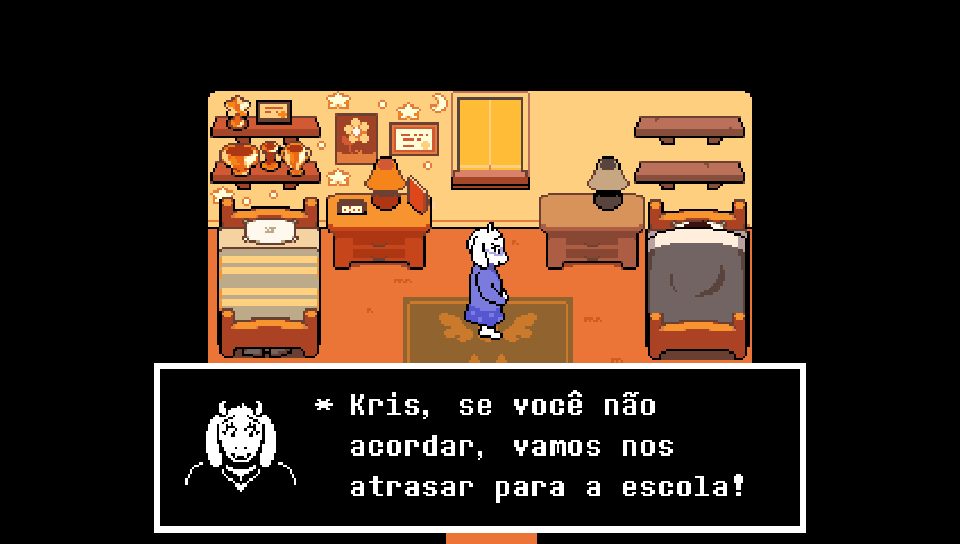 * Kris, se você não
acordar, vamos nos
atrasar para a escola!